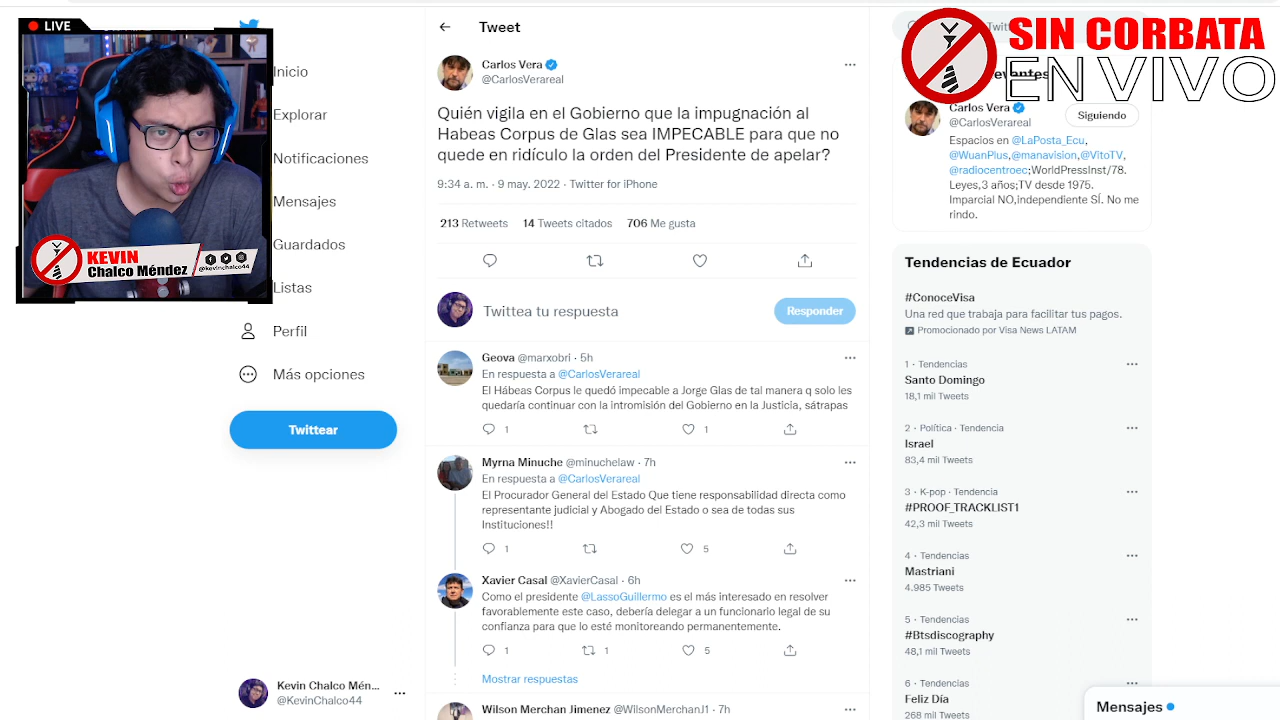 LIVE
KEVIN
Chalco Méndez
@kevinchalco44
Inicio
Explorar
Notificaciones
Mensajes
Guardados
Listas
Perfil
Más opciones
Twittear
Kevin Chalco Mén...
@KevinChalco44
Tweet
Carlos Vera
@CarlosVerareal
Quién vigila en el Gobierno que la impugnación al
Habeas Corpus de Glas sea IMPECABLE para que no
quede en ridículo la orden del Presidente de apelar?
9:34 a. m. · 9 may. 2022 · Twitter for iPhone
213 Retweets 14 Tweets citados 706 Me gusta
Twittea tu respuesta
Responder
Geova @marxobri · 5h
En respuesta a @CarlosVerareal
El Hábeas Corpus le quedó impecable a Jorge Glas de tal manera q solo les
quedaría continuar con la intromisión del Gobierno en la Justicia, sátrapas
1 1
Myrna Minuche @minuchelaw · 7h
En respuesta a @CarlosVerareal
El Procurador General del Estado Que tiene responsabilidad directa como
representante judicial y Abogado del Estado o sea de todas sus
Instituciones!!
1 5
Xavier Casal @XavierCasal · 6h
Como el presidente @LassoGuillermo es el más interesado en resolver
favorablemente este caso, debería delegar a un funcionario legal de su
confianza para que lo esté monitoreando permanentemente.
1 1 5
Mostrar respuestas
Wilson Merchan Jimenez @WilsonMerchanJ1 · 7h
SIN CORBATA
EN VIVO
Carlos Vera
@CarlosVerareal
Siguiendo
Espacios en @LaPosta_Ecu,
@WuanPlus,@manavision,@VitoTV,
@radiocentroec;WorldPressInst/78.
Leyes,3 años;TV desde 1975.
Imparcial NO,independiente SÍ. No me
rindo.
Tendencias de Ecuador
#ConoceVisa
Una red que trabaja para facilitar tus pagos.
Promocionado por Visa News LATAM
1 · Tendencias
Santo Domingo
18,1 mil Tweets
2 · Política · Tendencia
Israel
83,4 mil Tweets
3 · K-pop · Tendencia
#PROOF_TRACKLIST1
42,3 mil Tweets
4 · Tendencias
Mastriani
4.985 Tweets
5 · Tendencias
#Btsdiscography
48,1 mil Tweets
6 · Tendencias
Feliz Día
268 mil Tweets
Mensajes